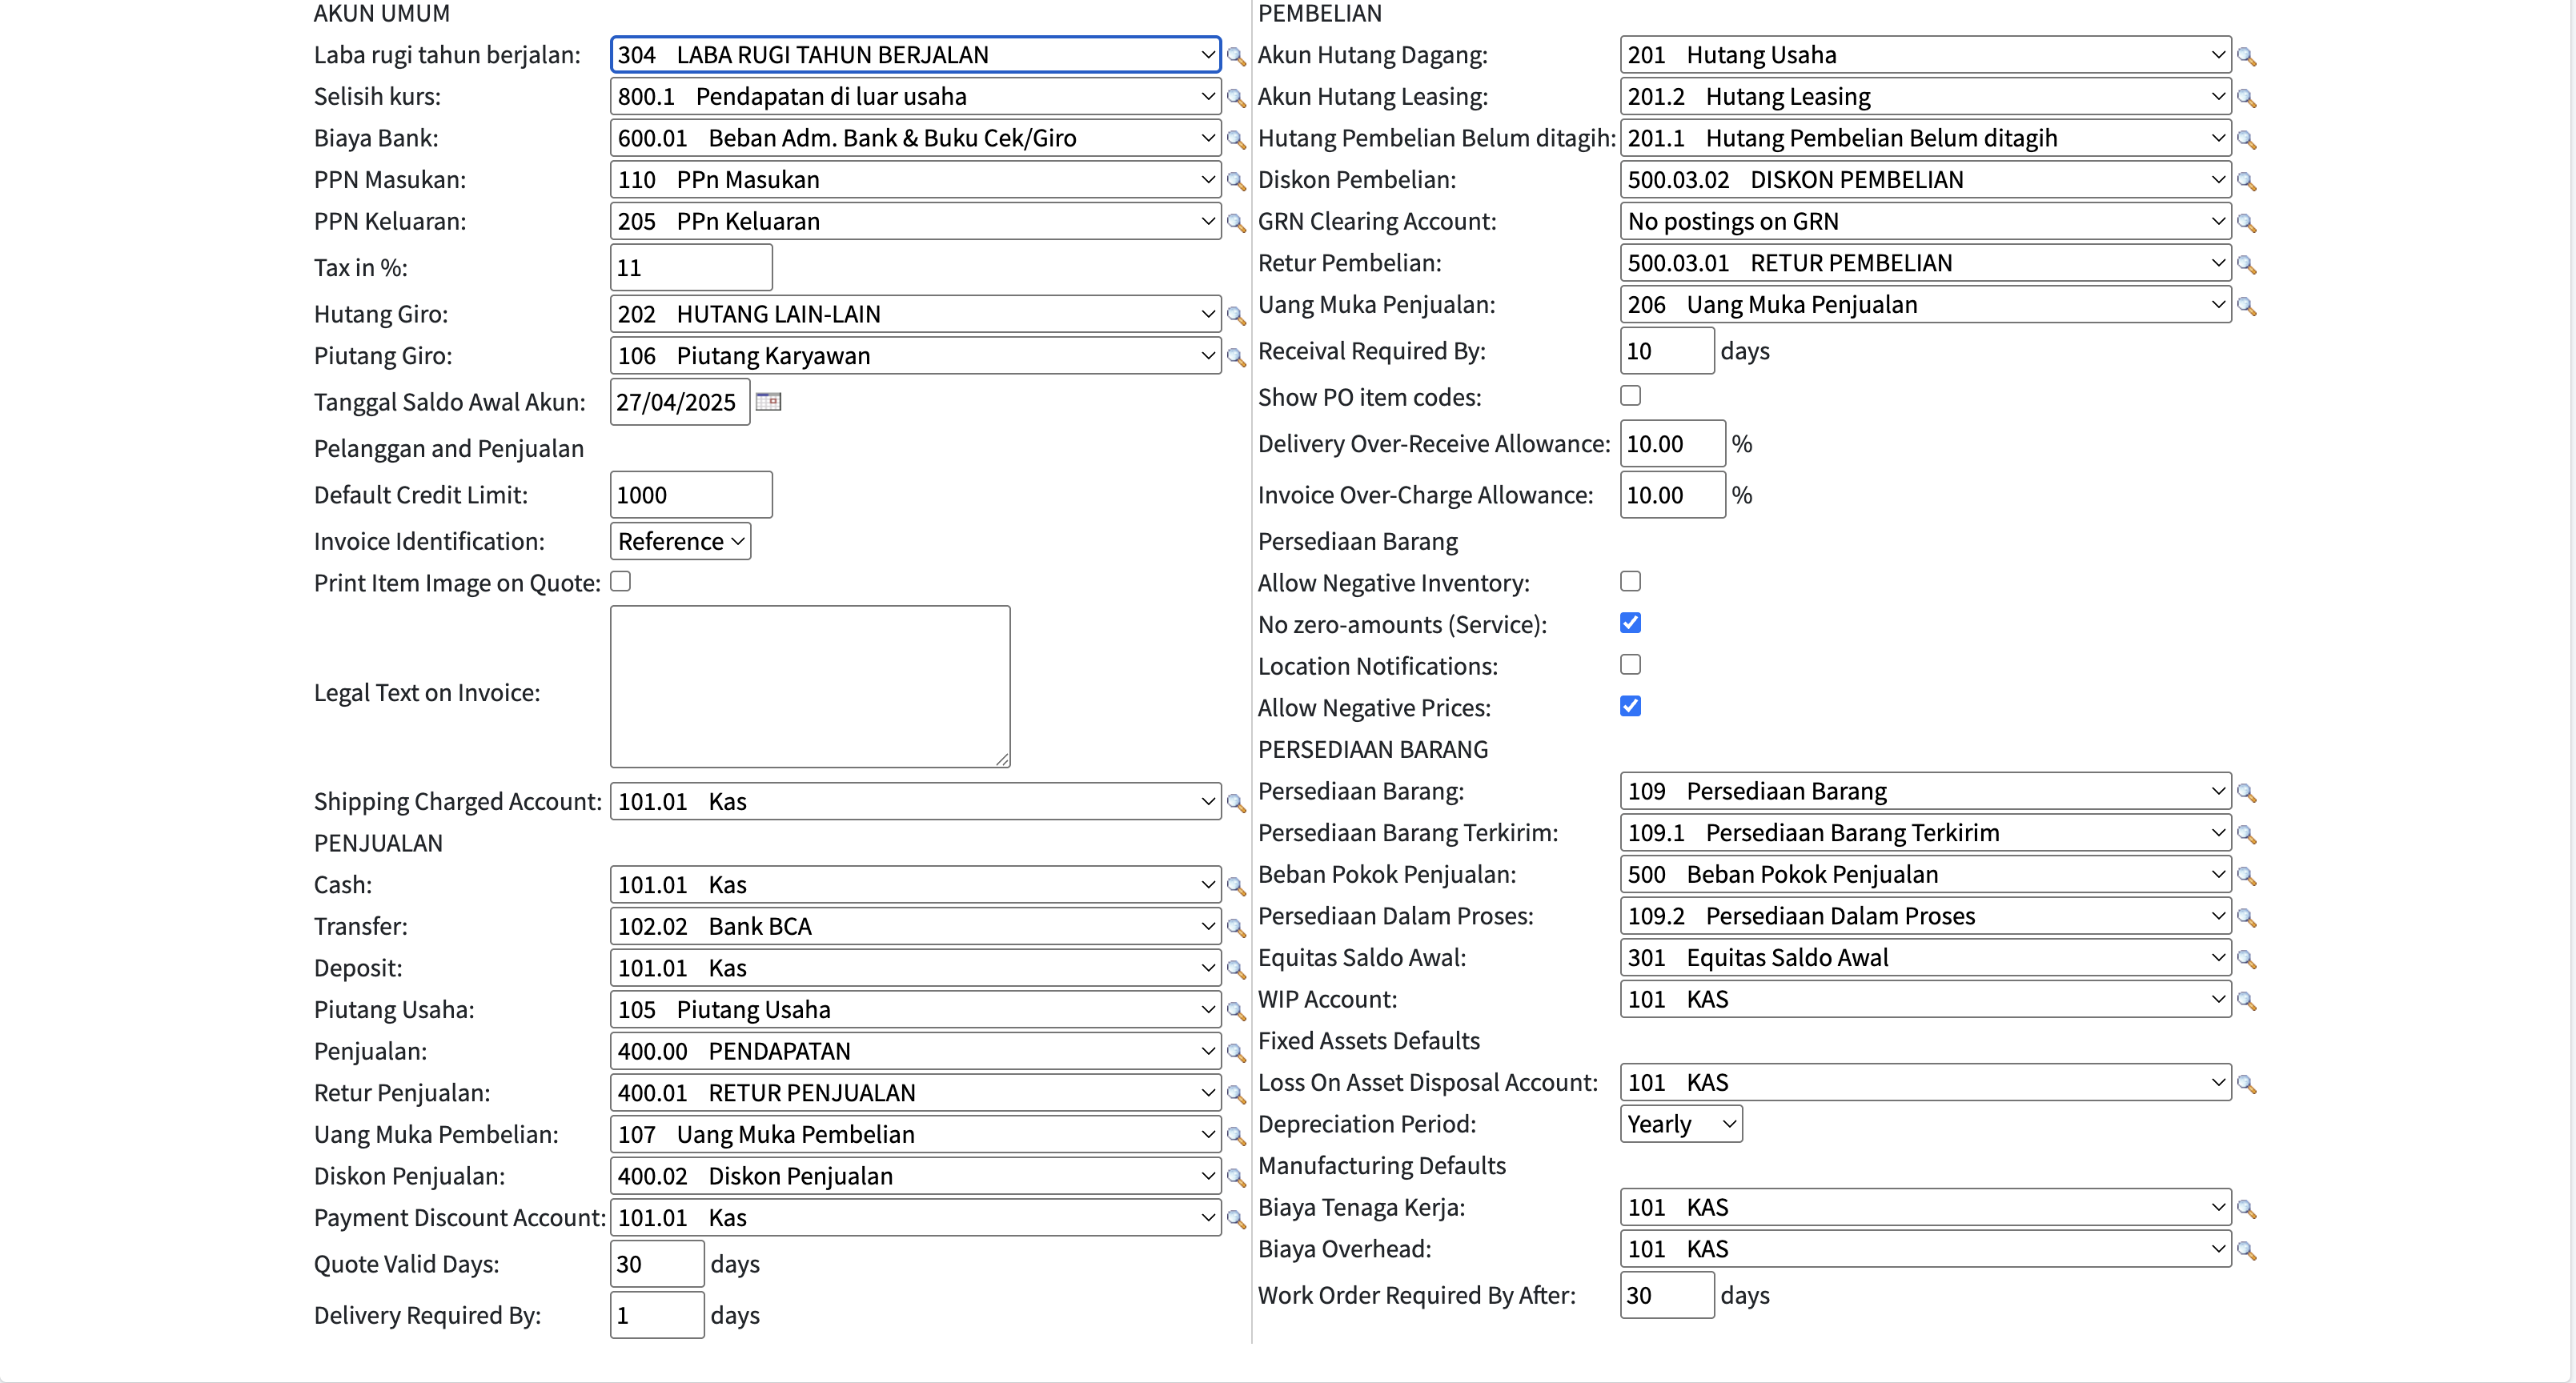 AKUN UMUM
Laba rugi tahun berjalan: 304 LABA RUGI TAHUN BERJALAN
Selisih kurs: 800.1 Pendapatan di luar usaha
Biaya Bank: 600.01 Beban Adm. Bank & Buku Cek/Giro
PPN Masukan: 110 PPn Masukan
PPN Keluaran: 205 PPn Keluaran
Tax in %: 11
Hutang Giro: 202 HUTANG LAIN-LAIN
Piutang Giro: 106 Piutang Karyawan
Tanggal Saldo Awal Akun: 27/04/2025
Pelanggan and Penjualan
Default Credit Limit: 1000
Invoice Identification: Reference
Print Item Image on Quote:
Legal Text on Invoice:
Shipping Charged Account: 101.01 Kas
PENJUALAN
Cash: 101.01 Kas
Transfer: 102.02 Bank BCA
Deposit: 101.01 Kas
Piutang Usaha: 105 Piutang Usaha
Penjualan: 400.00 PENDAPATAN
Retur Penjualan: 400.01 RETUR PENJUALAN
Uang Muka Pembelian: 107 Uang Muka Pembelian
Diskon Penjualan: 400.02 Diskon Penjualan
Payment Discount Account: 101.01 Kas
Quote Valid Days: 30 days
Delivery Required By: 1 days
PEMBELIAN
Akun Hutang Dagang: 201 Hutang Usaha
Akun Hutang Leasing: 201.2 Hutang Leasing
Hutang Pembelian Belum ditagih: 201.1 Hutang Pembelian Belum ditagih
Diskon Pembelian: 500.03.02 DISKON PEMBELIAN
GRN Clearing Account: No postings on GRN
Retur Pembelian: 500.03.01 RETUR PEMBELIAN
Uang Muka Penjualan: 206 Uang Muka Penjualan
Receival Required By: 10 days
Show PO item codes:
Delivery Over-Receive Allowance: 10.00 %
Invoice Over-Charge Allowance: 10.00 %
Persediaan Barang
Allow Negative Inventory:
No zero-amounts (Service):
Location Notifications:
Allow Negative Prices:
PERSEDIAAN BARANG
Persediaan Barang: 109 Persediaan Barang
Persediaan Barang Terkirim: 109.1 Persediaan Barang Terkirim
Beban Pokok Penjualan: 500 Beban Pokok Penjualan
Persediaan Dalam Proses: 109.2 Persediaan Dalam Proses
Equitas Saldo Awal: 301 Equitas Saldo Awal
WIP Account: 101 KAS
Fixed Assets Defaults
Loss On Asset Disposal Account: 101 KAS
Depreciation Period: Yearly
Manufacturing Defaults
Biaya Tenaga Kerja: 101 KAS
Biaya Overhead: 101 KAS
Work Order Required By After: 30 days